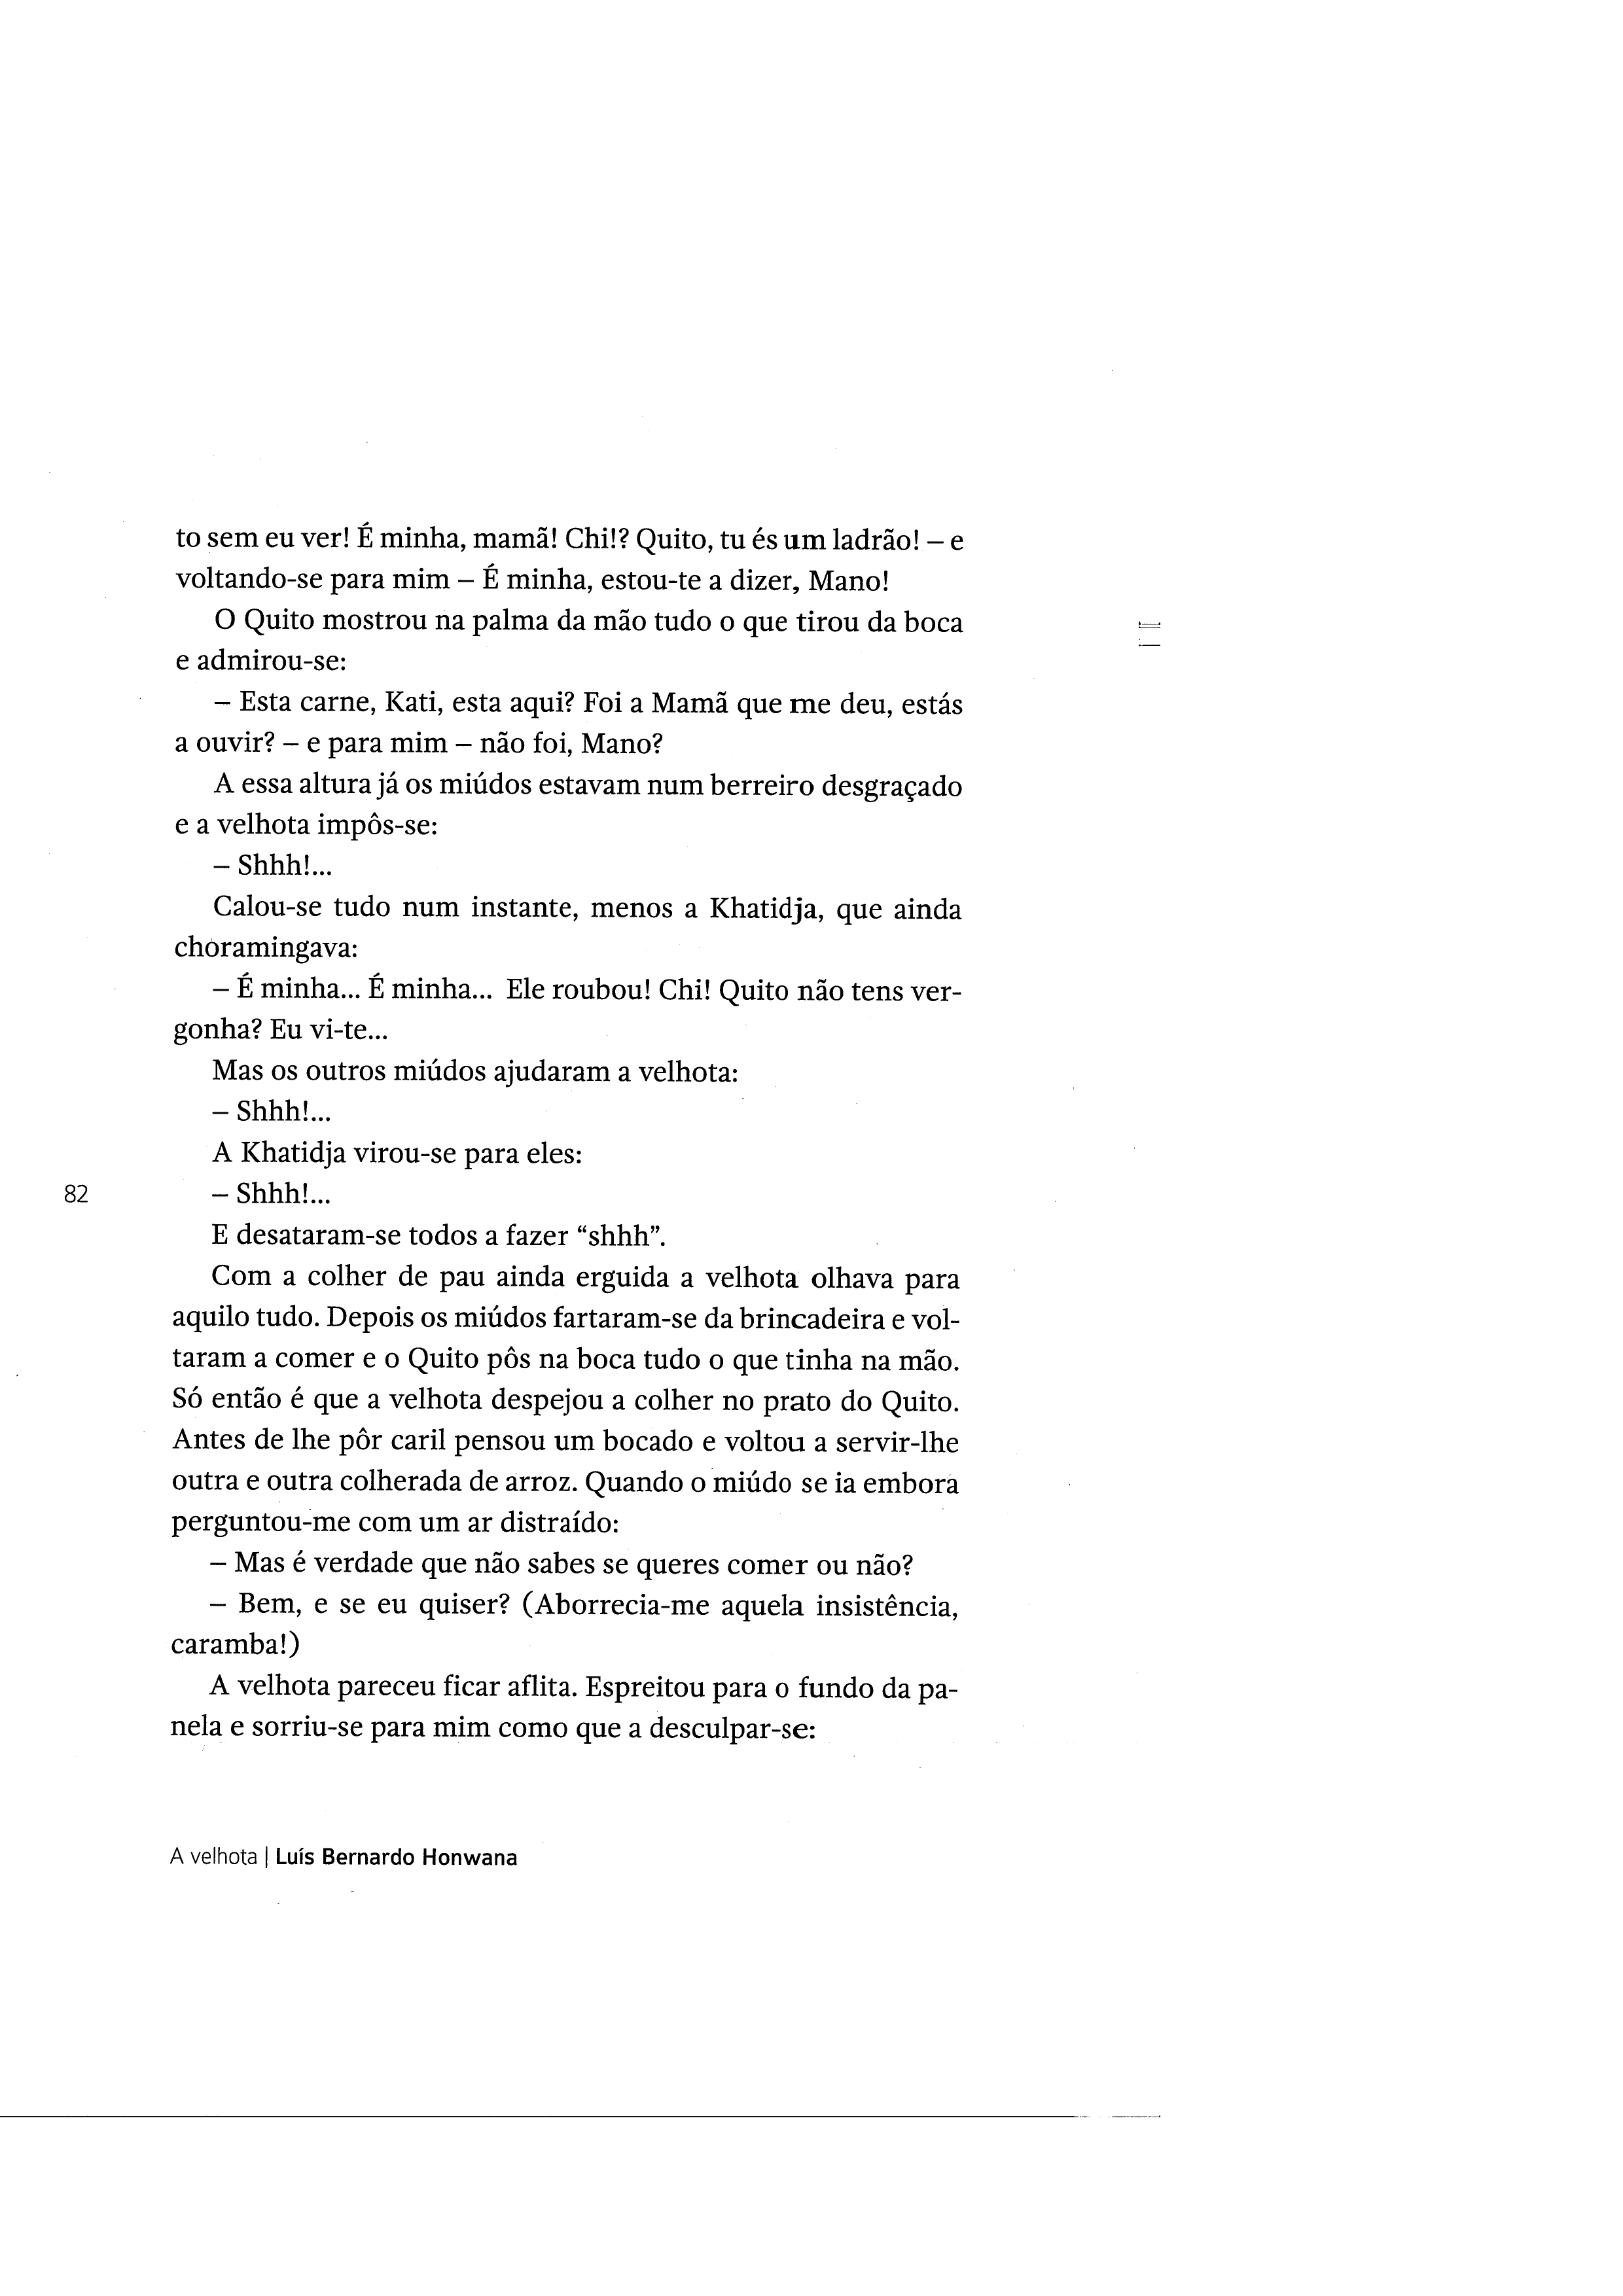 to sem eu ver! É minha, mamã! Chi!? Quito, tu és um ladrão! – e
voltando-se para mim – É minha, estou-te a dizer, Mano!
O Quito mostrou na palma da mão tudo o que tirou da boca
e admirou-se:
– Esta carne, Kati, esta aqui? Foi a Mamã que me deu, estás
a ouvir? – e para mim – não foi, Mano?
A essa altura já os miúdos estavam num berreiro desgraçado
e a velhota impôs-se:
– Shhh!...
Calou-se tudo num instante, menos a Khatidja, que ainda
choramingava:
– É minha... É minha... Ele roubou! Chi! Quito não tens ver-
gonha? Eu vi-te...
Mas os outros miúdos ajudaram a velhota:
– Shhh!...
A Khatidja virou-se para eles:
82
– Shhh!...
E desataram-se todos a fazer “shhh”.
Com a colher de pau ainda erguida a velhota olhava para
aquilo tudo. Depois os miúdos fartaram-se da brincadeira e vol-
taram a comer e o Quito pôs na boca tudo o que tinha na mão.
Só então é que a velhota despejou a colher no prato do Quito.
Antes de lhe pôr caril pensou um bocado e voltou a servir-lhe
outra e outra colherada de arroz. Quando o miúdo se ia embora
perguntou-me com um ar distraído:
– Mas é verdade que não sabes se queres comer ou não?
– Bem, e se eu quiser? (Aborrecia-me aquela insistência,
caramba!)
A velhota pareceu ficar aflita. Espreitou para o fundo da pa-
nela e sorriu-se para mim como que a desculpar-se:
A velhota | Luís Bernardo Honwana